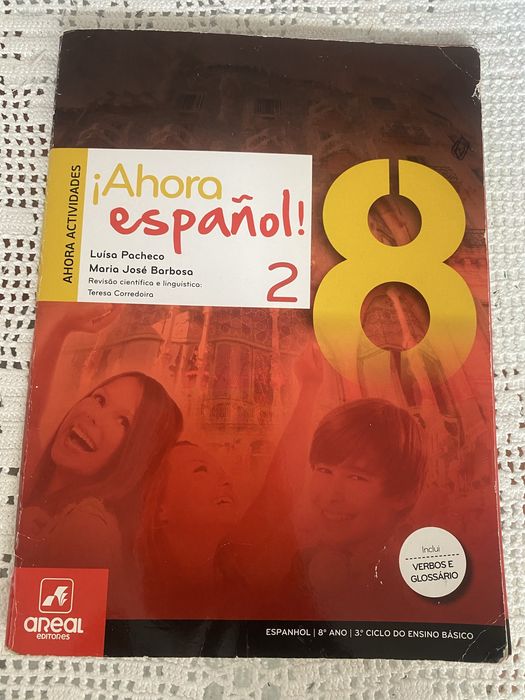 AHORA ACTIVIDADES
¡Ahora
español!
2
8
Luísa Pacheco
Maria José Barbosa
Revisão científica e linguística:
Teresa Corredoira
Inclui
VERBOS E
GLOSSÁRIO
AREAL
EDITORES
ESPANHOL | 8º ANO | 3.º CICLO DO ENSINO BÁSICO